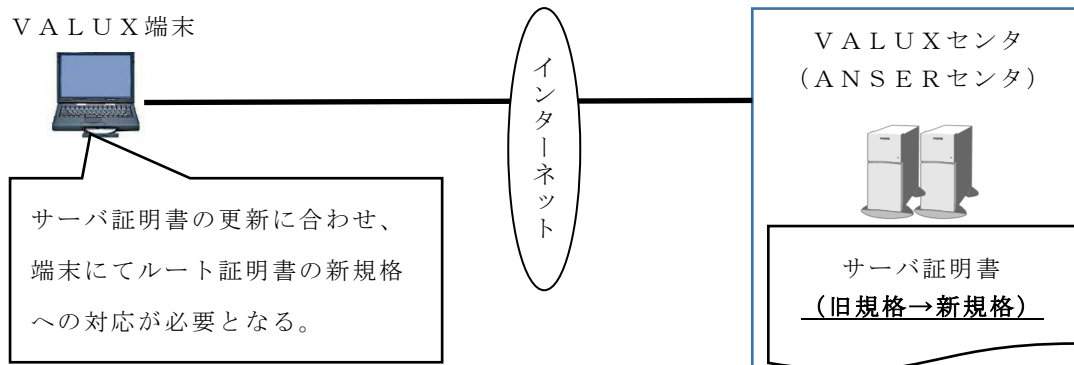 ＶＡＬＵＸ端末
サーバ証明書の更新に合わせ、
端末にてルート証明書の新規格
への対応が必要となる。
インターネット
ＶＡＬＵＸセンタ
（ＡＮＳＥＲセンタ）
サーバ証明書
（旧規格→新規格）